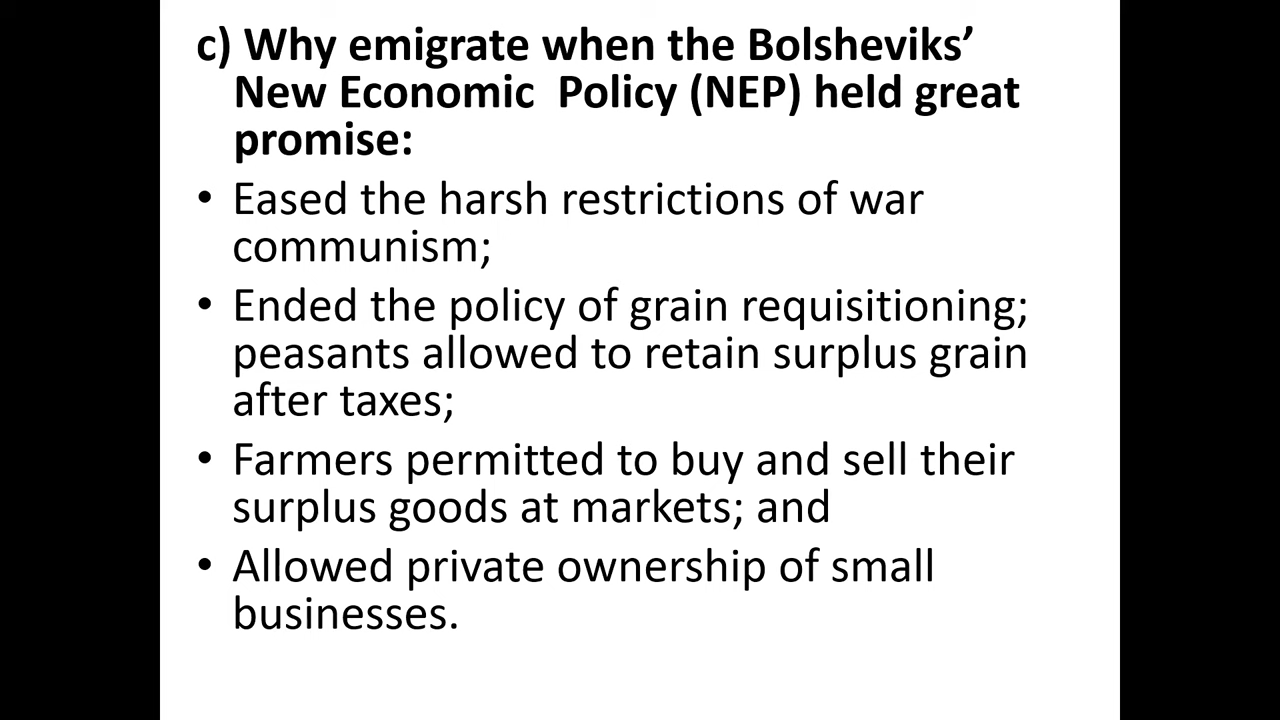 c) Why emigrate when the Bolsheviks’
New Economic  Policy (NEP) held great
promise:
• Eased the harsh restrictions of war
communism;
• Ended the policy of grain requisitioning;
peasants allowed to retain surplus grain
after taxes;
• Farmers permitted to buy and sell their
surplus goods at markets; and
• Allowed private ownership of small
businesses.